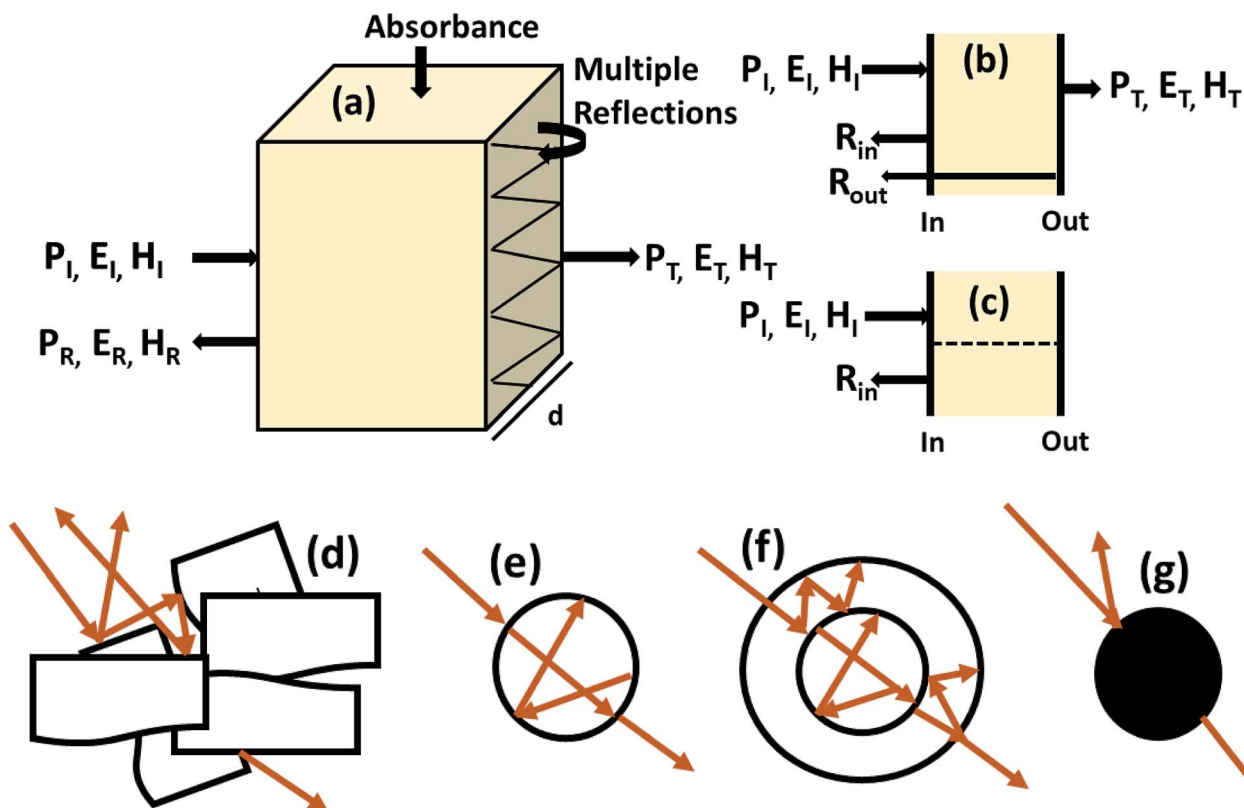 Absorbance
(a)
Multiple
Reflections
P_I, E_I, H_I
P_R, E_R, H_R
P_T, E_T, H_T
d
(b)
P_I, E_I, H_I
P_T, E_T, H_T
R_in
R_out
In Out
(c)
P_I, E_I, H_I
R_in
In Out
(d)
(e)
(f)
(g)